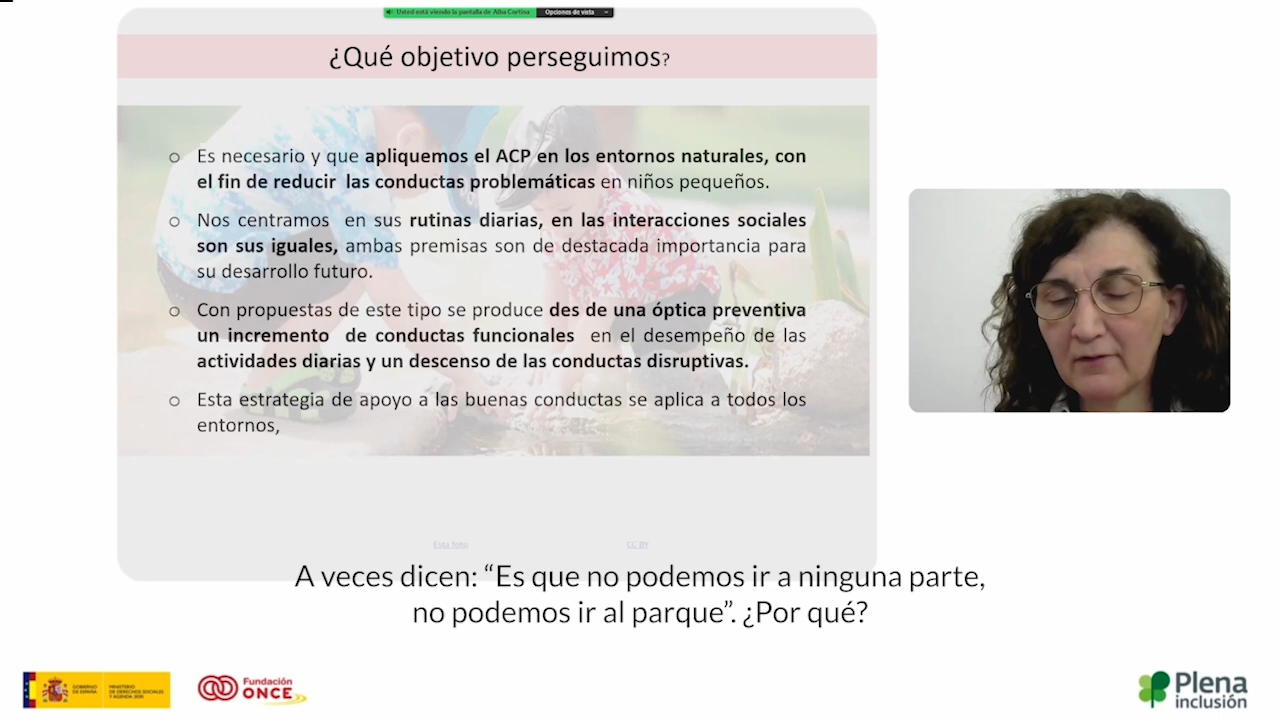 Usted está viendo la pantalla de Alba Cortina
Opciones de vista
¿Qué objetivo perseguimos?
o Es necesario y que apliquemos el ACP en los entornos naturales, con
el fin de reducir las conductas problemáticas en niños pequeños.
o Nos centramos en sus rutinas diarias, en las interacciones sociales
son sus iguales, ambas premisas son de destacada importancia para
su desarrollo futuro.
o Con propuestas de este tipo se produce des de una óptica preventiva
un incremento de conductas funcionales en el desempeño de las
actividades diarias y un descenso de las conductas disruptivas.
o Esta estrategia de apoyo a las buenas conductas se aplica a todos los
entornos,
Esta foto
CC BY
A veces dicen: “Es que no podemos ir a ninguna parte,
no podemos ir al parque”. ¿Por qué?
GOBIERNO
DE ESPAÑA
MINISTERIO
DE DERECHOS SOCIALES
Y AGENDA 2030
Fundación
ONCE
Plena
inclusión